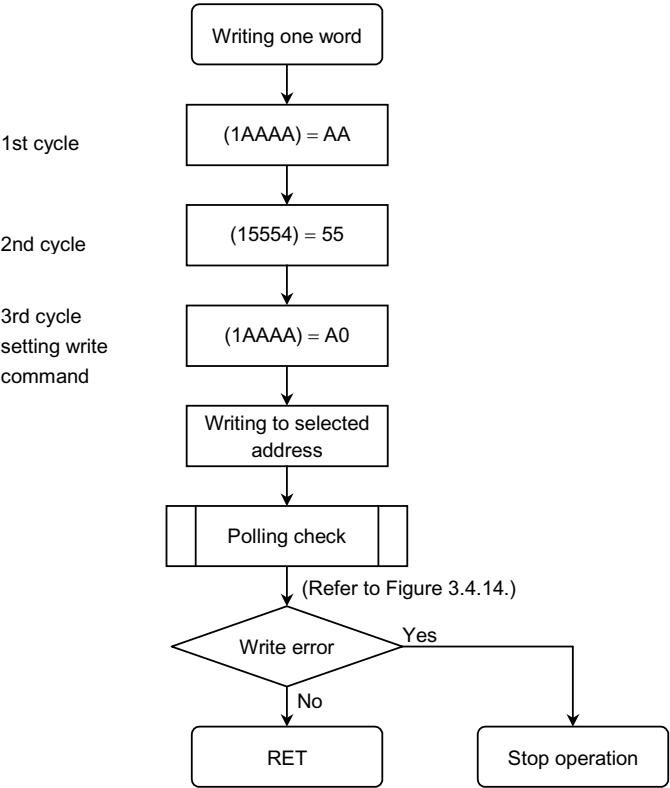 Writing one word
1st cycle
(1AAAA) = AA
2nd cycle
(15554) = 55
3rd cycle
setting write
command
(1AAAA) = A0
Writing to selected
address
Polling check
(Refer to Figure 3.4.14.)
Write error
Yes
No
RET
Stop operation